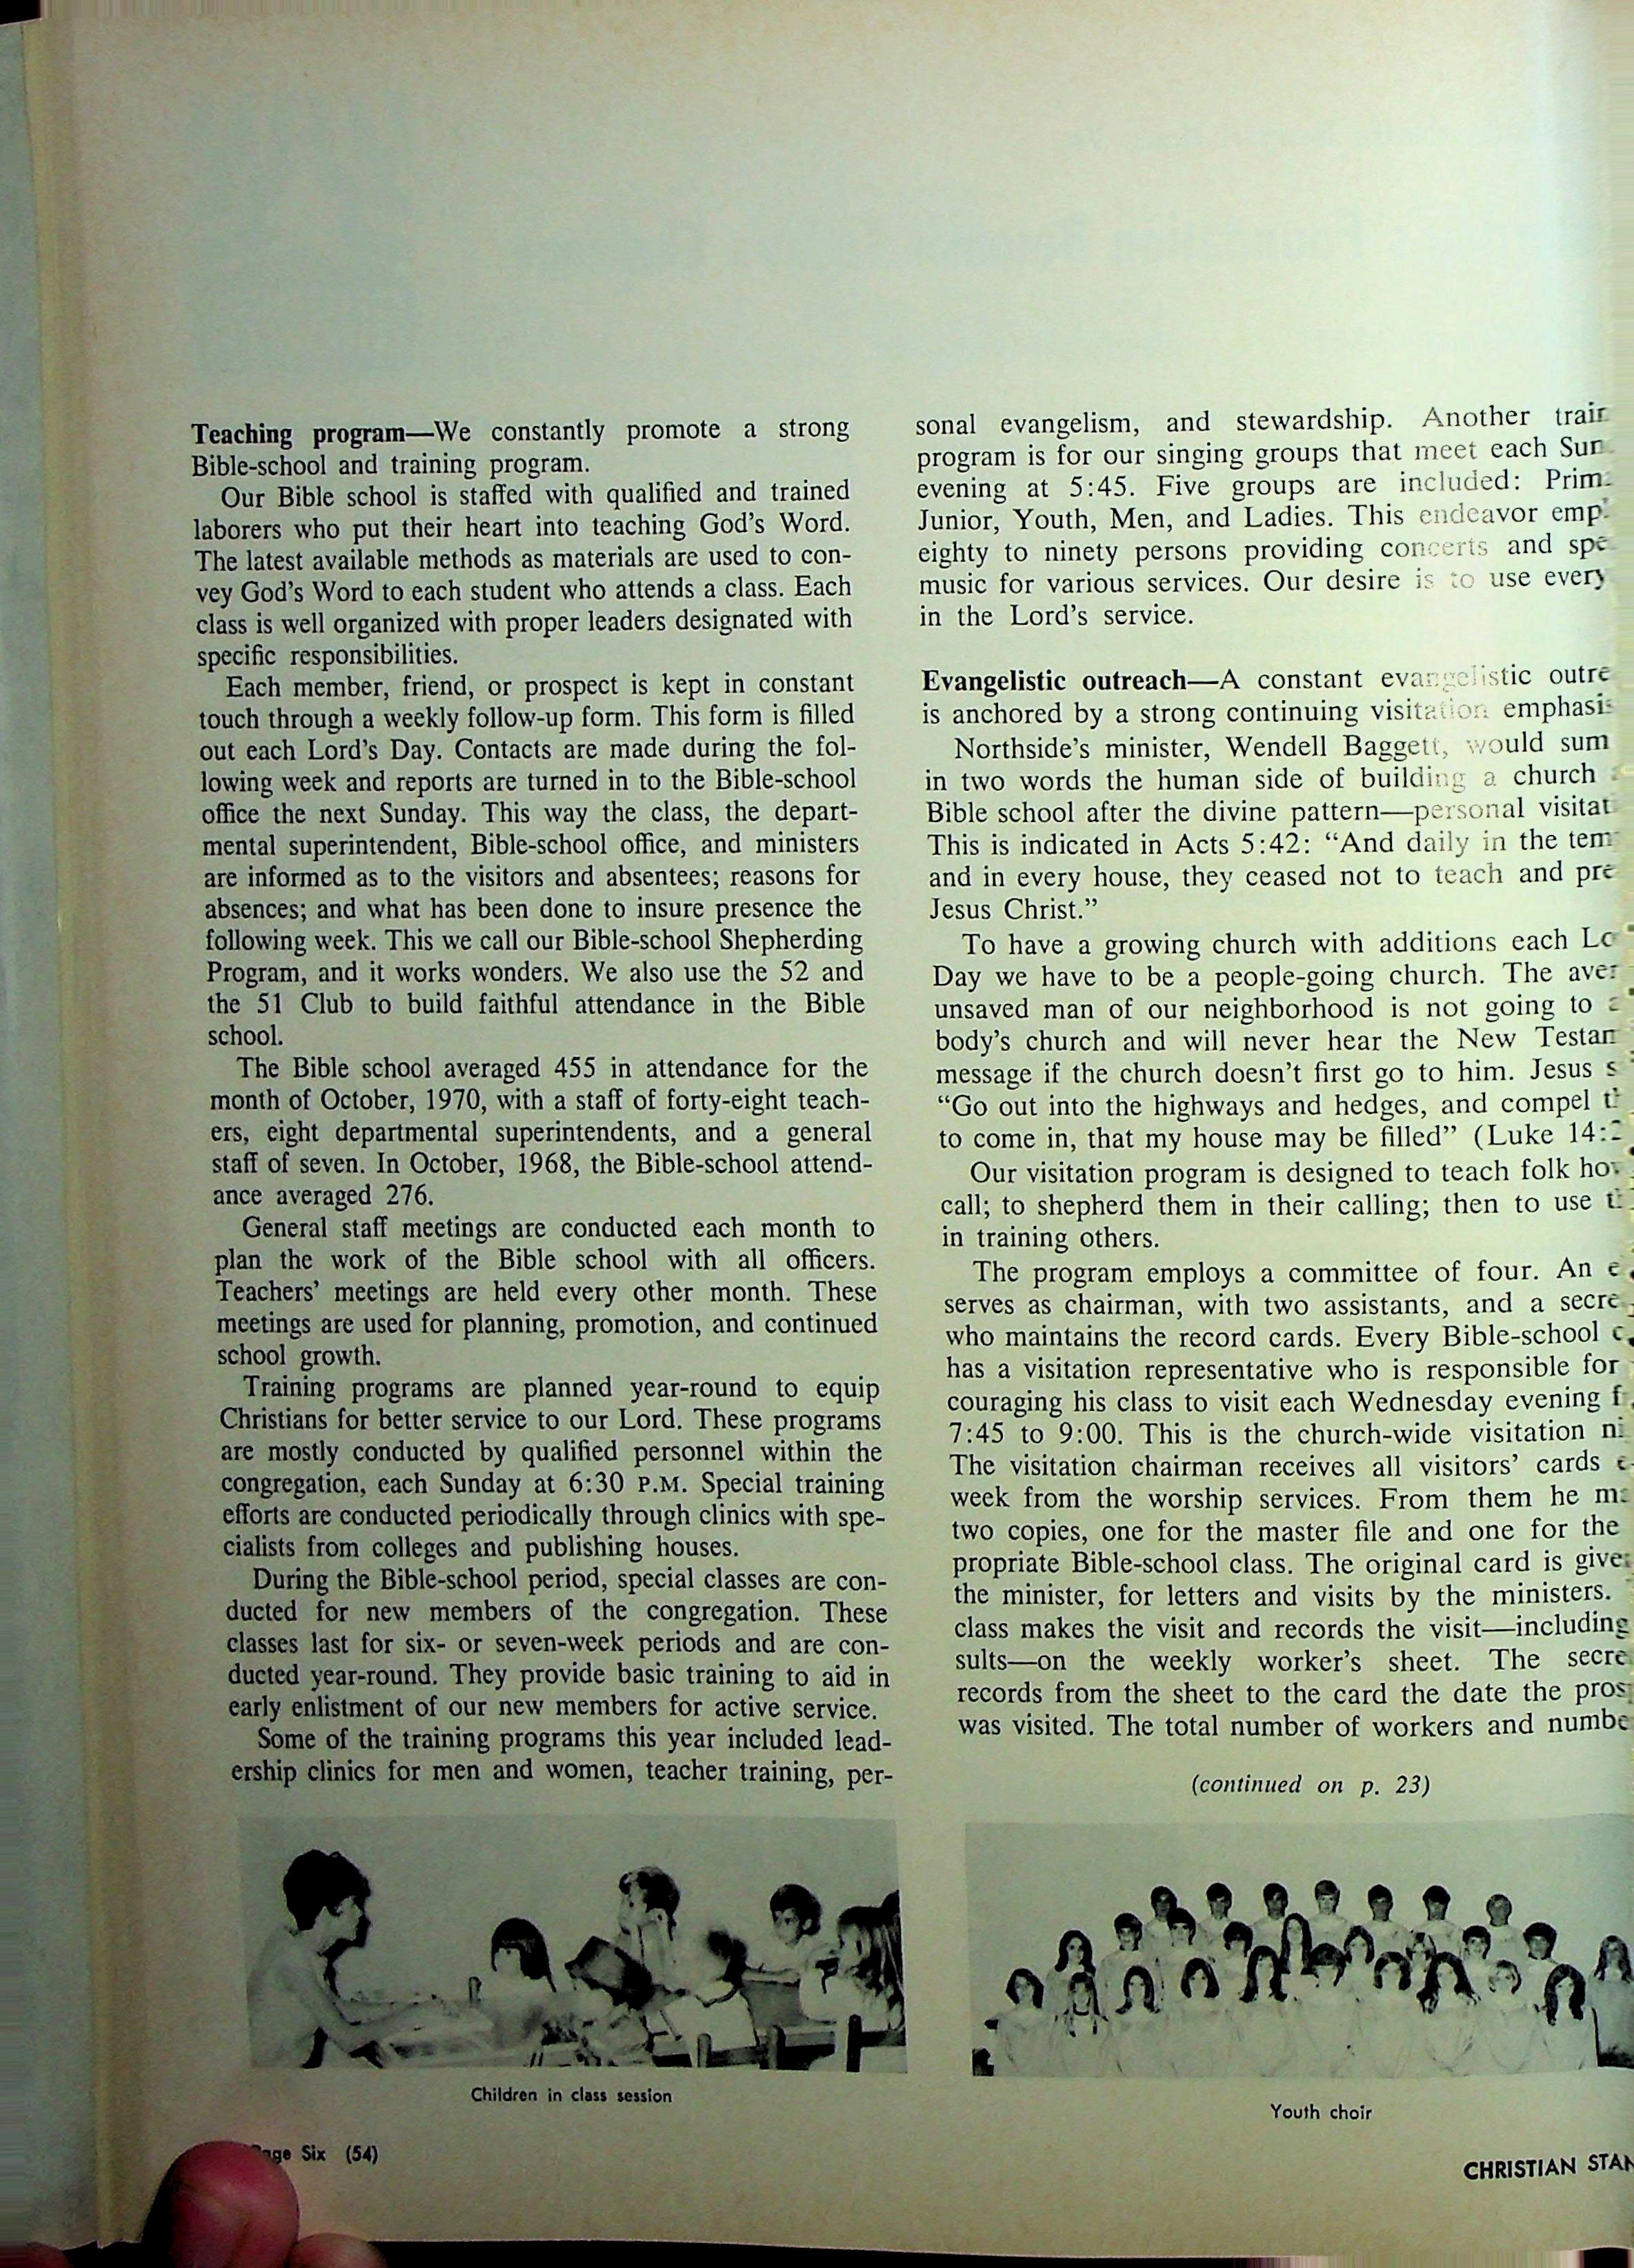 Teaching program—We constantly promote a strong
Bible-school and training program.
Our Bible school is staffed with qualified and trained
laborers who put their heart into teaching God's Word.
The latest available methods as materials are used to con-
vey God's Word to each student who attends a class. Each
class is well organized with proper leaders designated with
specific responsibilities.
Each member, friend, or prospect is kept in constant
touch through a weekly follow-up form. This form is filled
out each Lord's Day. Contacts are made during the fol-
lowing week and reports are turned in to the Bible-school
office the next Sunday. This way the class, the depart-
mental superintendent, Bible-school office, and ministers
are informed as to the visitors and absentees; reasons for
absences; and what has been done to insure presence the
following week. This we call our Bible-school Shepherding
Program, and it works wonders. We also use the 52 and
the 51 Club to build faithful attendance in the Bible
school.
The Bible school averaged 455 in attendance for the
month of October, 1970, with a staff of forty-eight teach-
ers, eight departmental superintendents, and a general
staff of seven. In October, 1968, the Bible-school attend-
ance averaged 276.
General staff meetings are conducted each month to
plan the work of the Bible school with all officers.
Teachers' meetings are held every other month. These
meetings are used for planning, promotion, and continued
school growth.
Training programs are planned year-round to equip
Christians for better service to our Lord. These programs
are mostly conducted by qualified personnel within the
congregation, each Sunday at 6:30 P.M. Special training
efforts are conducted periodically through clinics with spe-
cialists from colleges and publishing houses.
During the Bible-school period, special classes are con-
ducted for new members of the congregation. These
classes last for six- or seven-week periods and are con-
ducted year-round. They provide basic training to aid in
early enlistment of our new members for active service.
Some of the training programs this year included lead-
ership clinics for men and women, teacher training, per-
sonal evangelism, and stewardship. Another
program is for our singing groups that meet each
evening at 5:45. Five groups are included:
Junior, Youth, Men, and Ladies. This endeavor
eighty to ninety persons providing concerts and
music for various services. Our desire is to use every
in the Lord's service.
Evangelistic outreach—A constant evangelistic
is anchored by a strong continuing visitation
Northside's minister, Wendell Baggett, would sum
in two words the human side of building a church
Bible school after the divine pattern—personal
This is indicated in Acts 5:42: "And daily in the
and in every house, they ceased not to teach and
Jesus Christ."
To have a growing church with additions each
Day we have to be a people-going church. The
unsaved man of our neighborhood is not going to
body's church and will never hear the New
message if the church doesn't first go to him. Jesus
"Go out into the highways and hedges, and compel
to come in, that my house may be filled" (Luke
Our visitation program is designed to teach folk
call; to shepherd them in their calling; then to use
in training others.
The program employs a committee of four. An
serves as chairman, with two assistants, and a
who maintains the record cards. Every Bible-school
has a visitation representative who is responsible for
couraging his class to visit each Wednesday evening
7:45 to 9:00. This is the church-wide visitation
The visitation chairman receives all visitors' cards
week from the worship services. From them he
two copies, one for the master file and one for the
propriate Bible-school class. The original card is
the minister, for letters and visits by the ministers.
class makes the visit and records the visit—including
sults—on the weekly worker's sheet. The
records from the sheet to the card the date the
was visited. The total number of workers and
(continued on p. 23)
Children in class session
Youth choir
Six (54)
CHRISTIAN